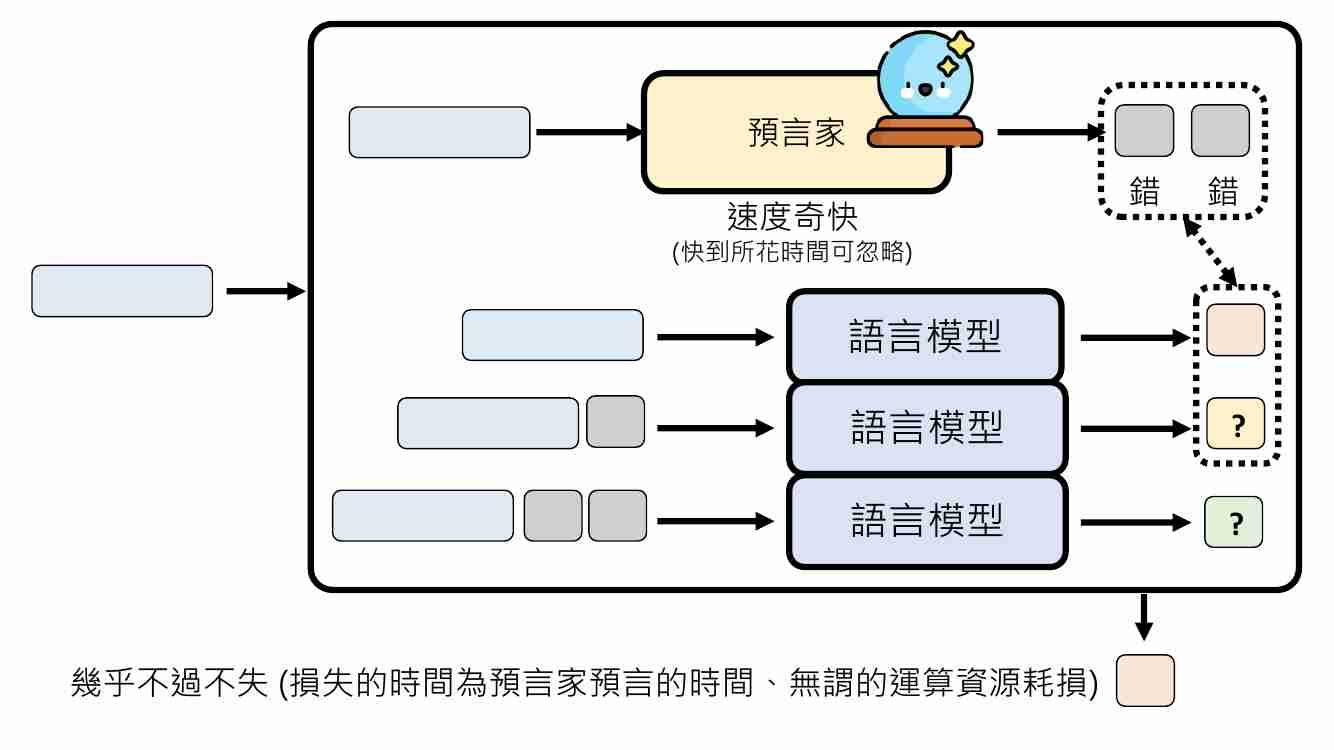 預言家
錯
錯
速度奇快
(快到所花時間可忽略)
語言模型
語言模型
?
語言模型
?
幾乎不過不失 (損失的時間為預言家預言的時間、無謂的運算資源耗損)